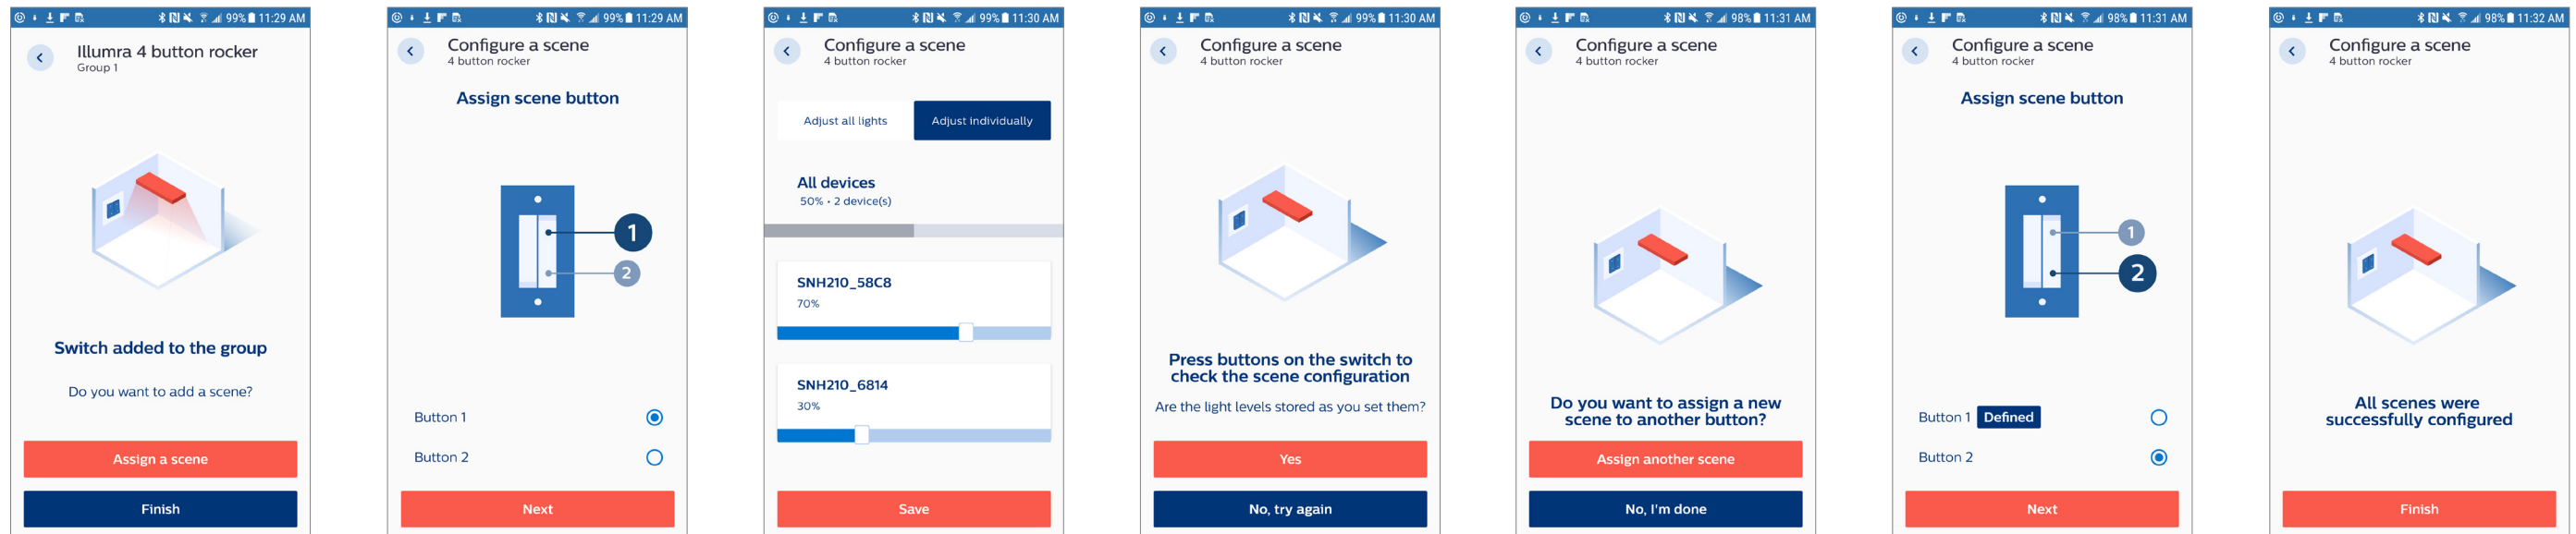 99% 11:29 AM
Illumra 4 button rocker
Group 1
Switch added to the group
Do you want to add a scene?
Assign a scene
Finish
99% 11:29 AM
Configure a scene
4 button rocker
Assign scene button
1
2
Button 1
Button 2
Next
99% 11:30 AM
Configure a scene
4 button rocker
Adjust all lights
Adjust individually
All devices
50% • 2 device(s)
SNH210_58C8
70%
SNH210_6814
30%
Save
99% 11:30 AM
Configure a scene
4 button rocker
Press buttons on the switch to
check the scene configuration
Are the light levels stored as you set them?
Yes
No, try again
98% 11:31 AM
Configure a scene
4 button rocker
Do you want to assign a new
scene to another button?
Assign another scene
No, I'm done
98% 11:31 AM
Configure a scene
4 button rocker
Assign scene button
1
2
Button 1 Defined
Button 2
Next
98% 11:32 AM
Configure a scene
4 button rocker
All scenes were
successfully configured
Finish